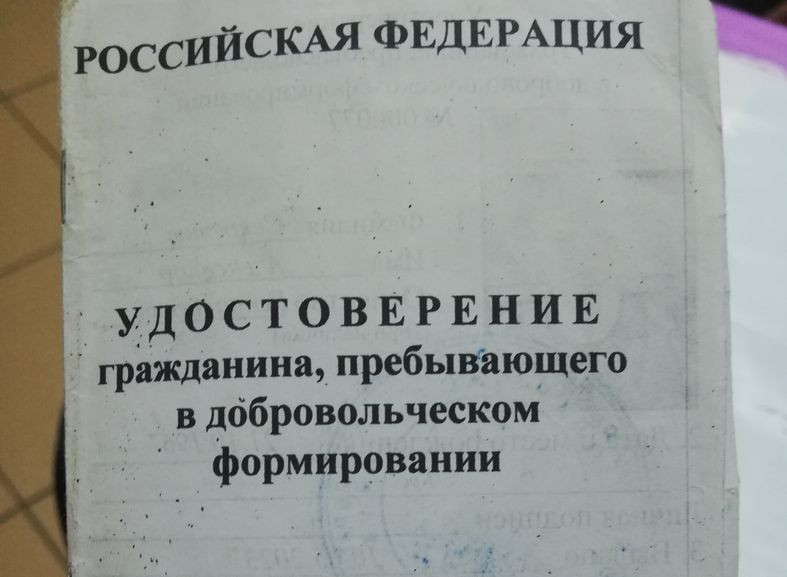 РОССИЙСКАЯ ФЕДЕРАЦИЯ
УДОСТОВЕРЕНИЕ
гражданина, пребывающего
в добровольческом
формировании